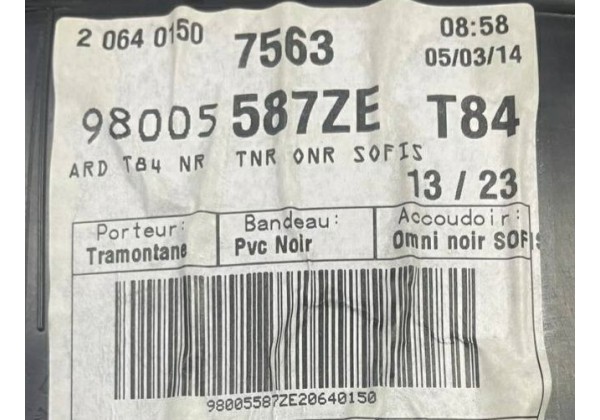 2 064 0150 7563 08:58
05/03/14
98005 587ZE T84
ARD T84 NR TNR ONR SOFIS
13 / 23
Porteur: Bandeau: Accoudoir:
Tramontane Pvc Noir Omni noir SOFIS
98005587ZE20640150